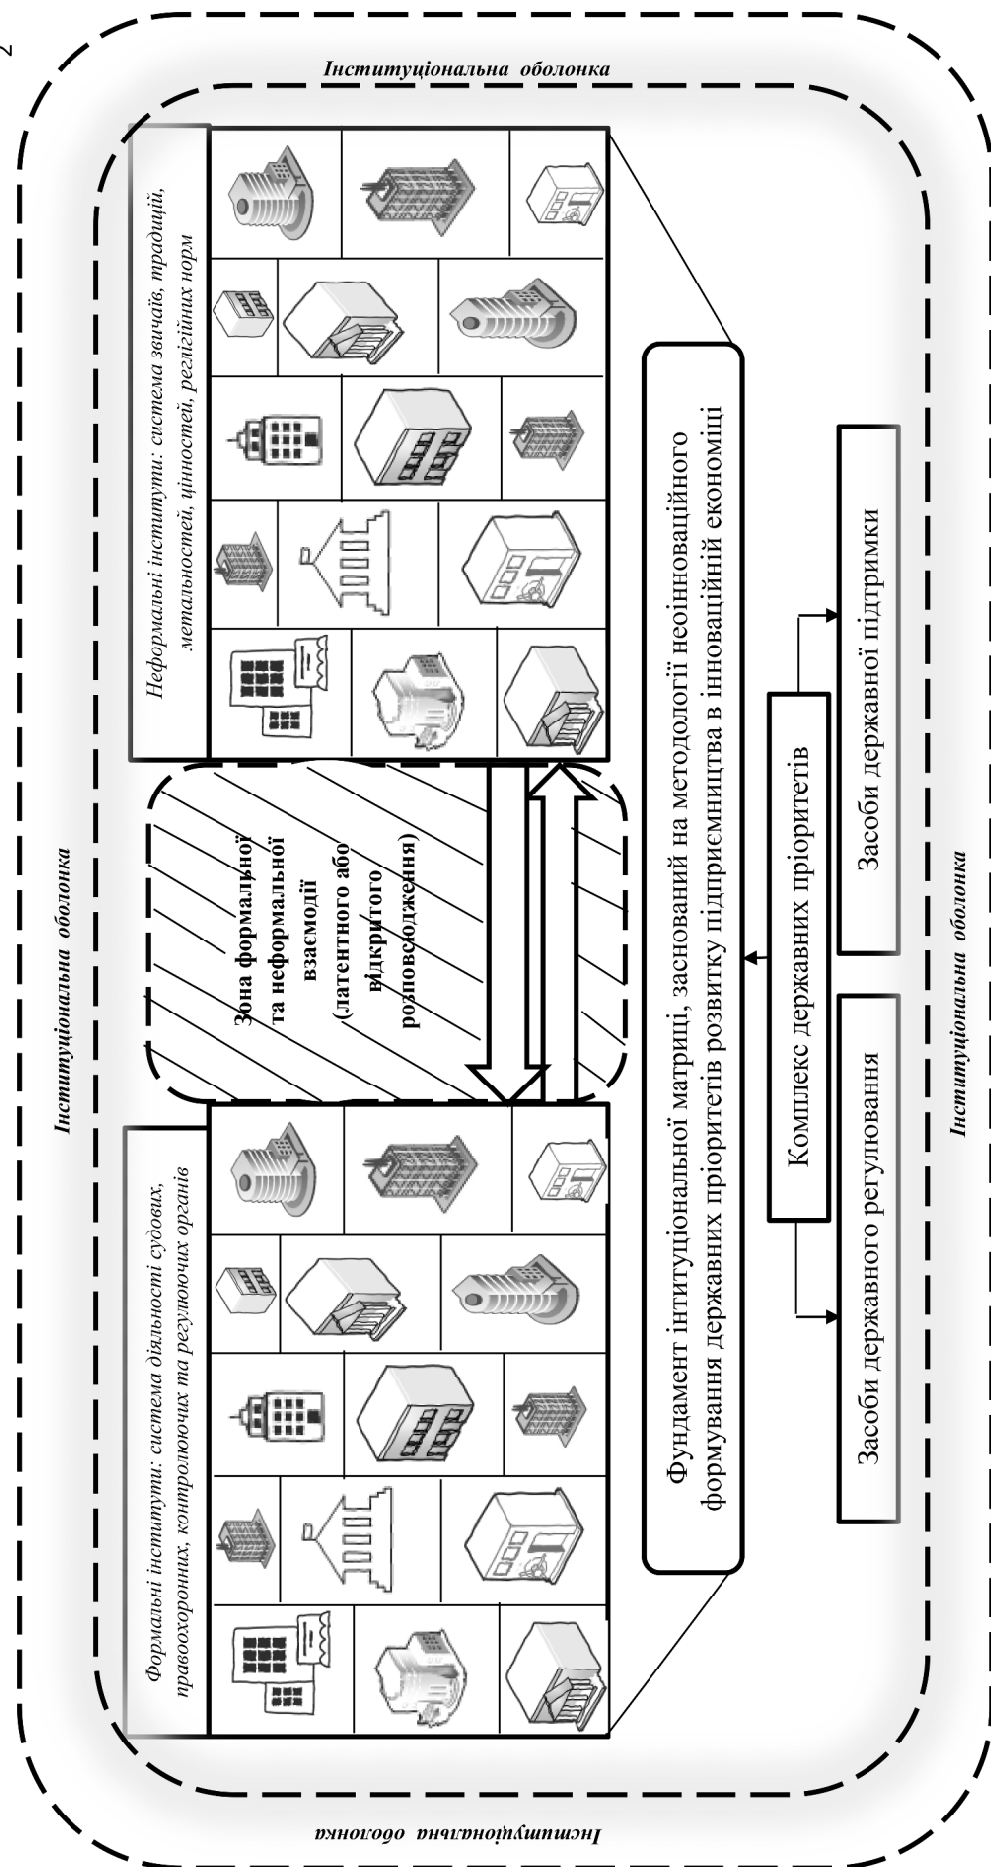 2
Інституціональна оболонка
Формальні інститути: система діяльності судових,
правоохоронних, контролюючих та регулюючих органів
Зона формальної
та неформальної
взаємодії
(латентного або
відкритого
розповсюдження)
Неформальні інститути: система звичаїв, традицій,
метальностей, цінностей, реглігійних норм
Інституціональна оболонка
Інституціональна оболонка
Фундамент інтитуціональної матриці, заснований на методології неоінноваційного
формування державних пріоритетів розвитку підприємництва в інноваційній економіці
Комплекс державних пріоритетів
Засоби державного регулювання
Засоби державної підтримки
Інституціональна оболонка